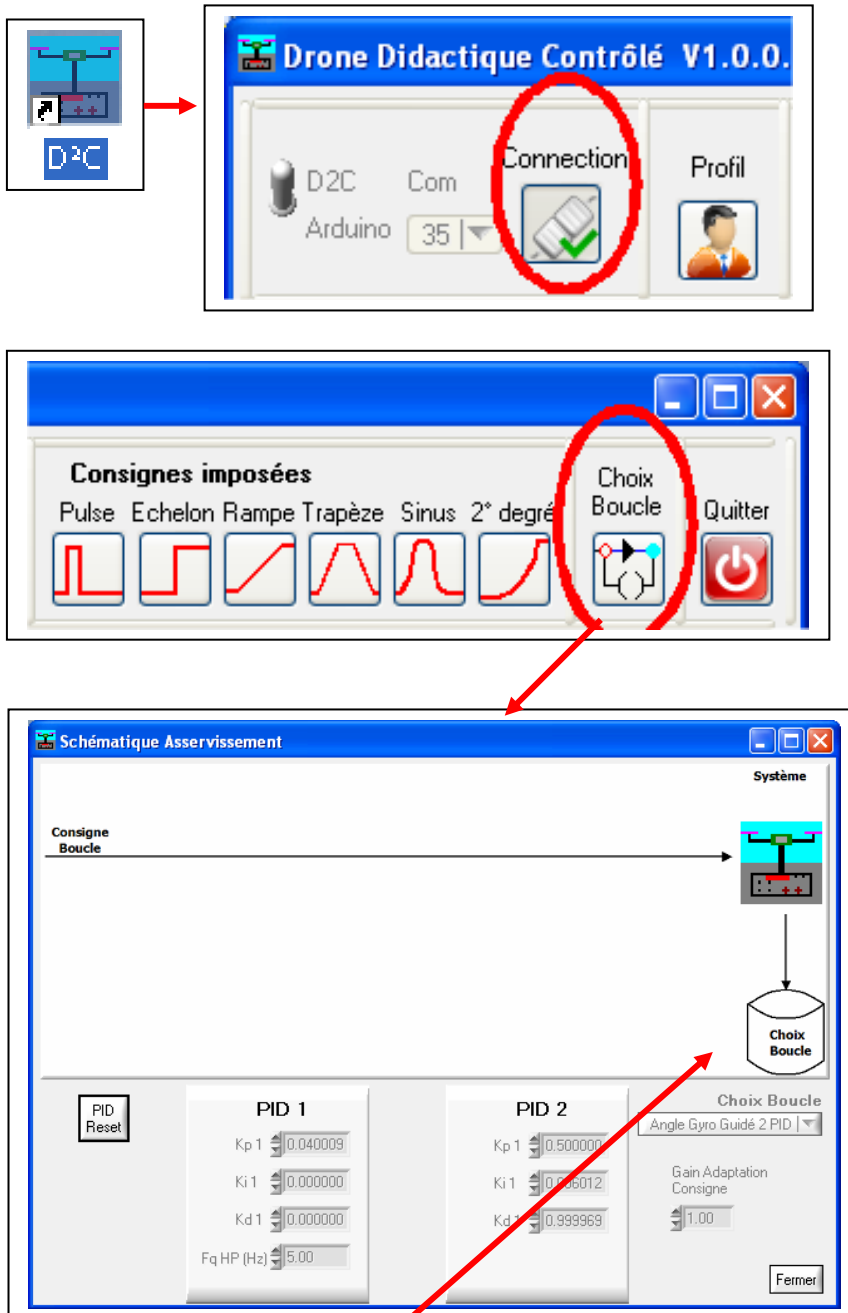 D²C
Drone Didactique Contrôlé V1.0.0.
Connection
Profil
D2C
Com
Arduino
35
Consignes imposées
Choix
Boucle
Pulse Echelon Rampe Trapèze Sinus 2° degré
Quitter
Schématique Asservissement
Système
Consigne
Boucle
Choix
Boucle
PID
Reset
PID 1
Kp 1 0.040009
Ki 1 0.000000
Kd 1 0.000000
Fq HP (Hz) 5.00
PID 2
Kp 1 0.500000
Ki 1
Kd 1 0.999969
Choix Boucle
Angle Gyro Guidé 2 PID
Gain Adaptation
Consigne
1.00
Fermer